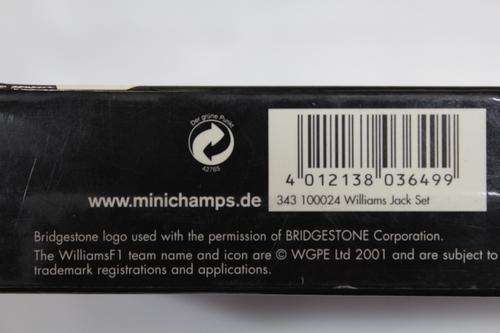 Der grüne Punkt
42765
www.minichamps.de
4 012138 036499
343 100024 Williams Jack Set
Bridgestone logo used with the permission of BRIDGESTONE Corporation.
The WilliamsF1 team name and icon are © WGPE Ltd 2001 and are subject to
trademark registrations and applications.